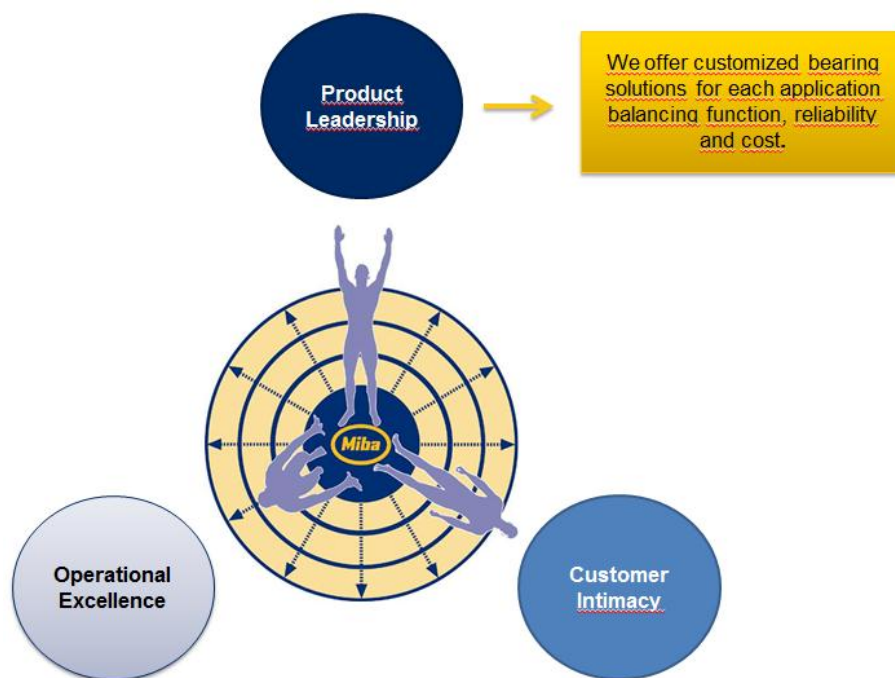 Product
Leadership
We offer customized bearing
solutions for each application
balancing function, reliability
and cost.
Miba
Operational
Excellence
Customer
Intimacy